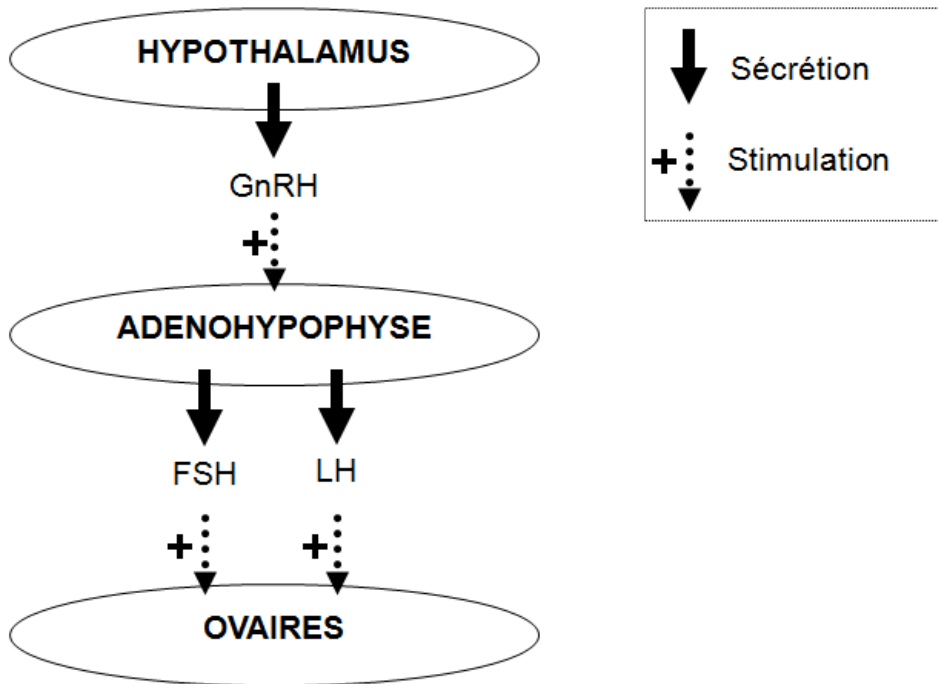 HYPOTHALAMUS
GnRH
+
ADENOHYPOPHYSE
FSH LH
+ +
OVAIRES
Sécrétion
+ Stimulation